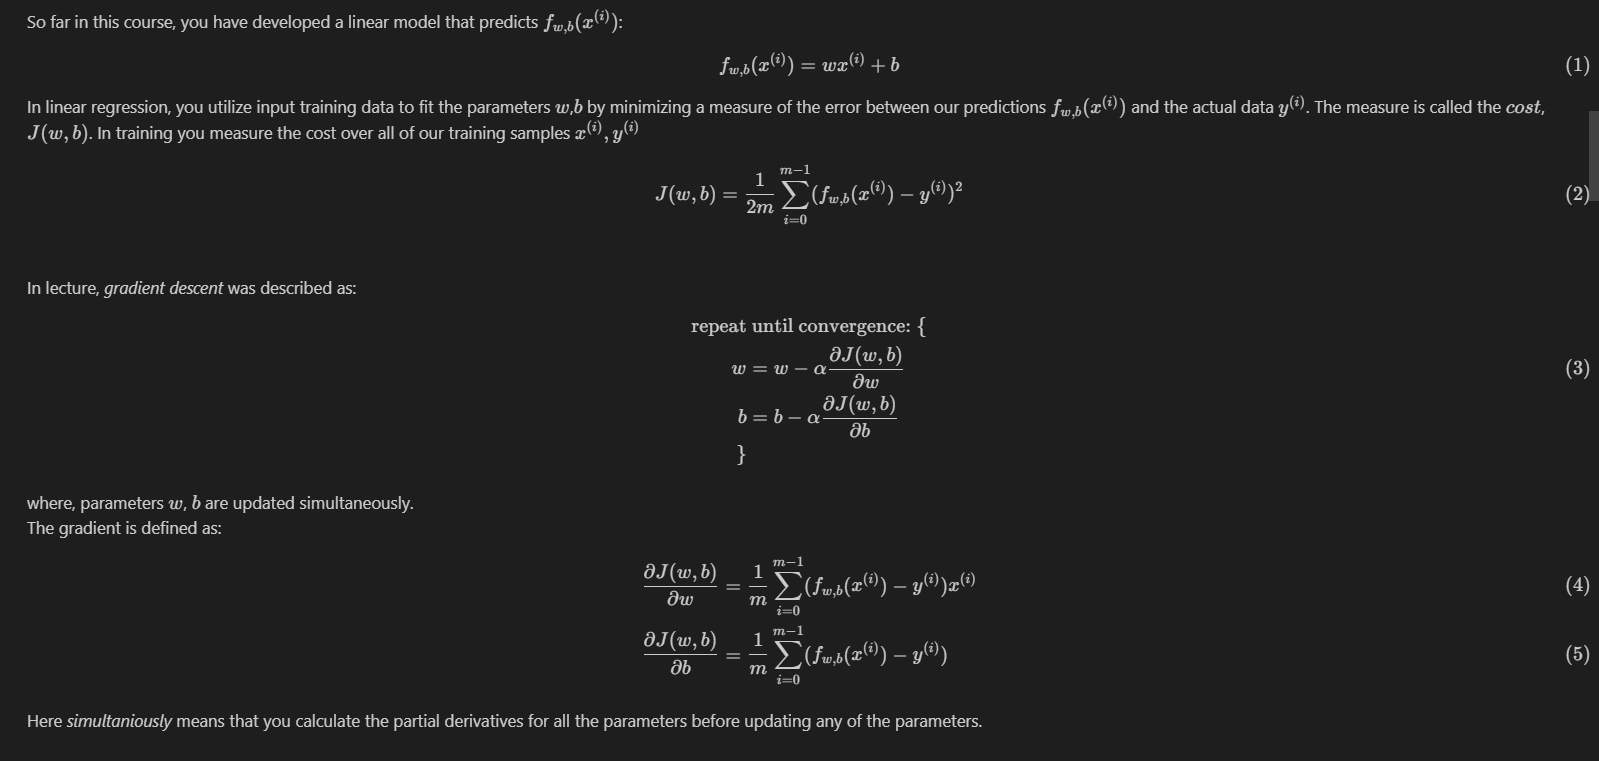 So far in this course, you have developed a linear model that predicts $f_{w,b}(x^{(i)})$:
$$f_{w,b}(x^{(i)}) = wx^{(i)} + b$$ (1)
In linear regression, you utilize input training data to fit the parameters $w$,$b$ by minimizing a measure of the error between our predictions $f_{w,b}(x^{(i)})$ and the actual data $y^{(i)}$. The measure is called the $cost$,
$J(w,b)$. In training you measure the cost over all of our training samples $x^{(i)}, y^{(i)}$
$$J(w,b) = \frac{1}{2m} \sum\limits_{i=0}^{m-1} (f_{w,b}(x^{(i)}) - y^{(i)})^2$$ (2)
In lecture, gradient descent was described as:
repeat until convergence: {
$$w = w - \alpha \frac{\partial J(w,b)}{\partial w}$$ (3)
$$b = b - \alpha \frac{\partial J(w,b)}{\partial b}$$
}
where, parameters $w$, $b$ are updated simultaneously.
The gradient is defined as:
$$\frac{\partial J(w,b)}{\partial w} = \frac{1}{m} \sum\limits_{i=0}^{m-1} (f_{w,b}(x^{(i)}) - y^{(i)})x^{(i)}$$ (4)
$$\frac{\partial J(w,b)}{\partial b} = \frac{1}{m} \sum\limits_{i=0}^{m-1} (f_{w,b}(x^{(i)}) - y^{(i)})$$ (5)
Here simultaniously means that you calculate the partial derivatives for all the parameters before updating any of the parameters.